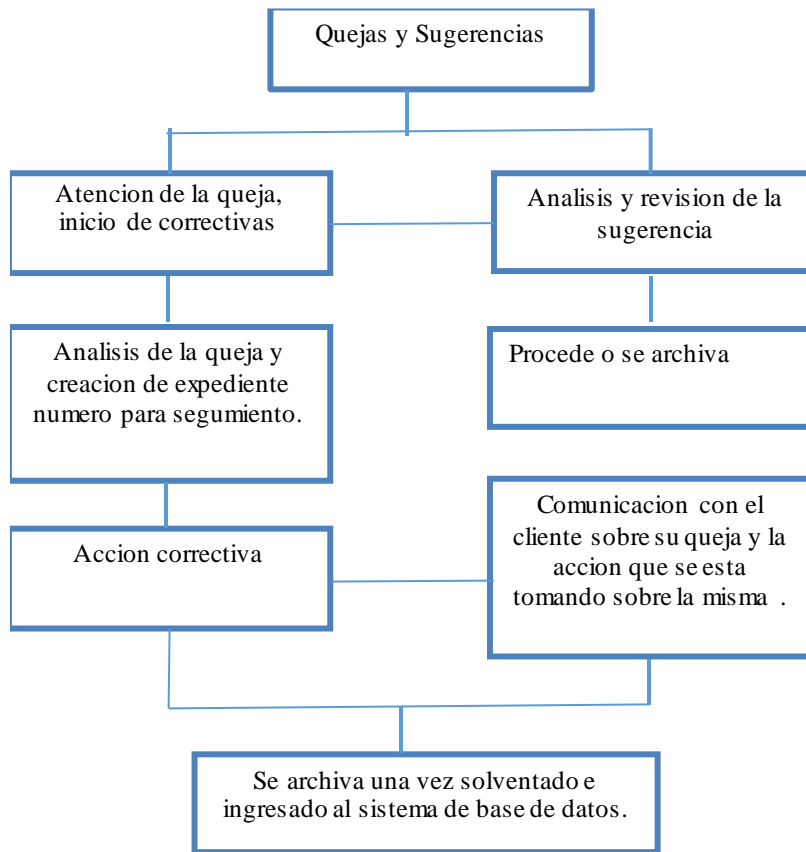 Quejas y Sugerencias
Atencion de la queja,
inicio de correctivas
Analisis y revision de la
sugerencia
Analisis de la queja y
creacion de expediente
numero para segumiento.
Procede o se archiva
Accion correctiva
Comunicacion con el
cliente sobre su queja y la
accion que se esta
tomando sobre la misma .
Se archiva una vez solventado e
ingresado al sistema de base de datos.